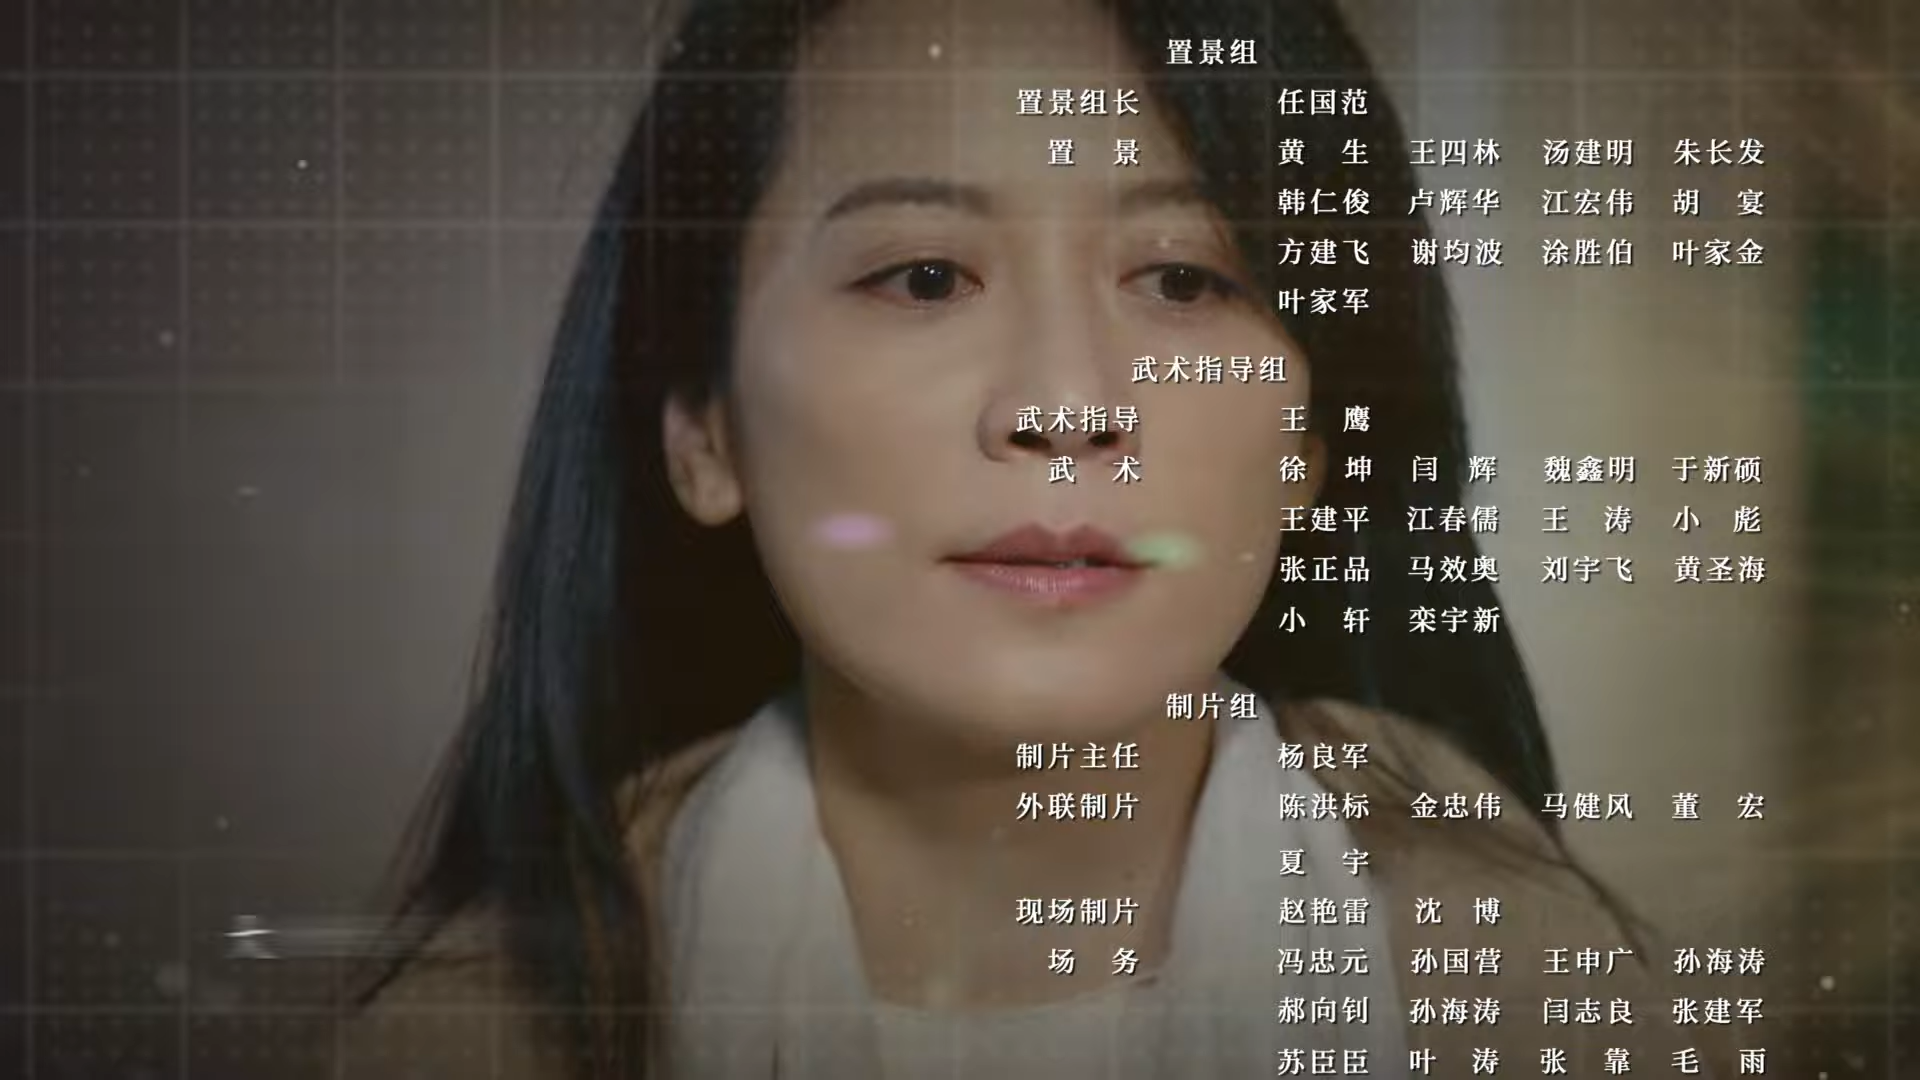 置景组
置景组长 任国范
置 景 黄 生 王四林 汤建明 朱长发
韩仁俊 卢辉华 江宏伟 胡 宴
方建飞 谢均波 涂胜伯 叶家金
叶家军
武术指导组
武术指导 王 鹰
武 术 徐 坤 闫 辉 魏鑫明 于新硕
王建平 江春儒 王 涛 小 彪
张正品 马效奥 刘宇飞 黄圣海
小 轩 栾宇新
制片组
制片主任 杨良军
外联制片 陈洪标 金忠伟 马健风 董 宏
夏 宇
现场制片 赵艳雷 沈 博
场 务 冯忠元 孙国营 王申广 孙海涛
郝向钊 孙海涛 闫志良 张建军
苏臣臣 叶 涛 张 靠 毛 雨